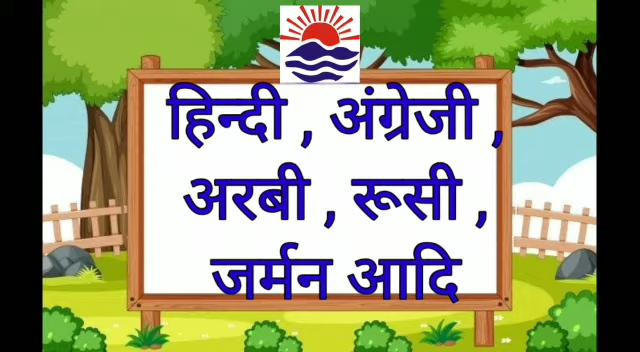 हिन्दी , अंग्रेजी ,
अरबी , रूसी ,
जर्मन आदि